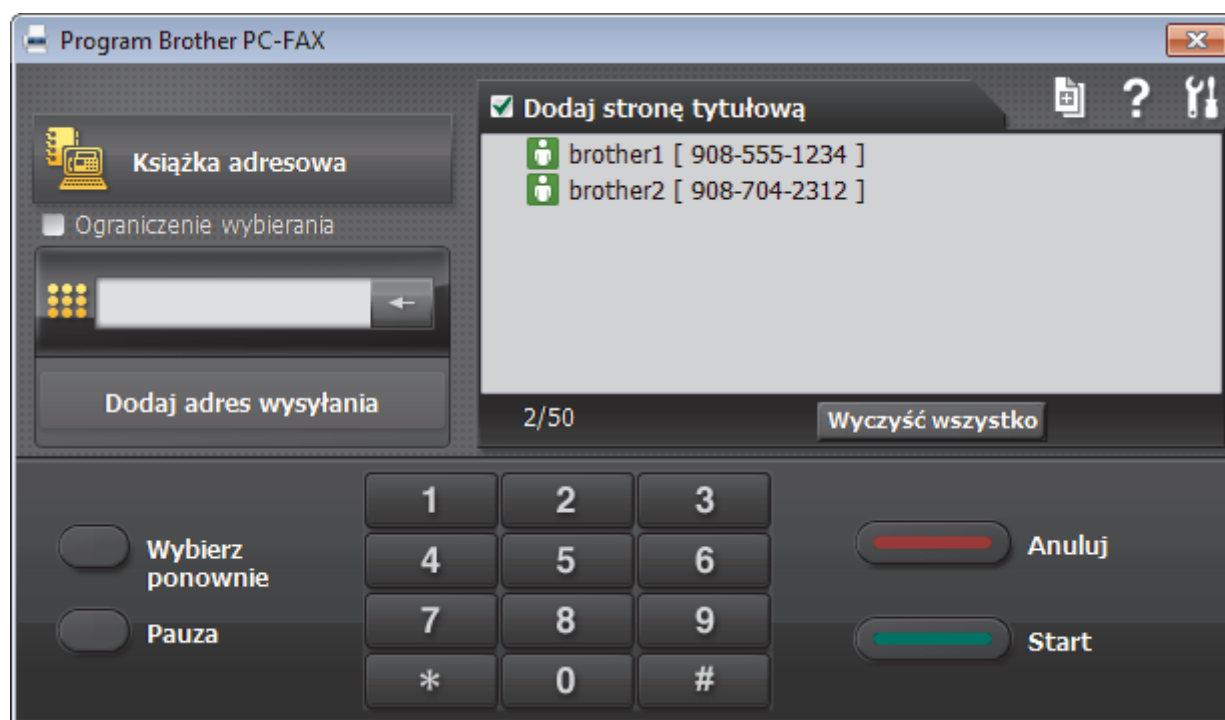 Program Brother PC-FAX
Książka adresowa
Ograniczenie wybierania
Dodaj adres wysyłania
Dodaj stronę tytułową
?
brother1 [ 908-555-1234 ]
brother2 [ 908-704-2312 ]
2/50
Wyczyść wszystko
Wybierz
ponownie
Pauza
1 2 3
4 5 6
7 8 9
* 0 #
Anuluj
Start